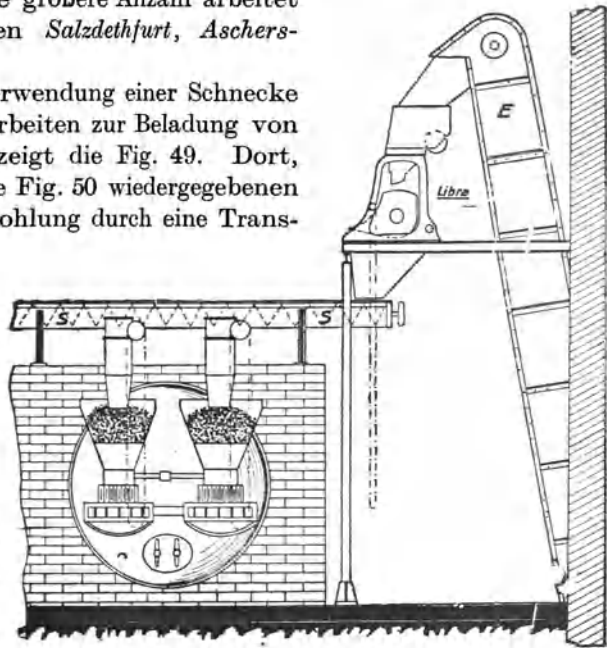 e größere Anzahl arbeitet
en Salzdethfurt, Aschers-
erwendung einer Schnecke
rbeiten zur Beladung von
zeigt die Fig. 49. Dort,
e Fig. 50 wiedergegebenen
ohlung durch eine Trans-
E
Libra
S
S